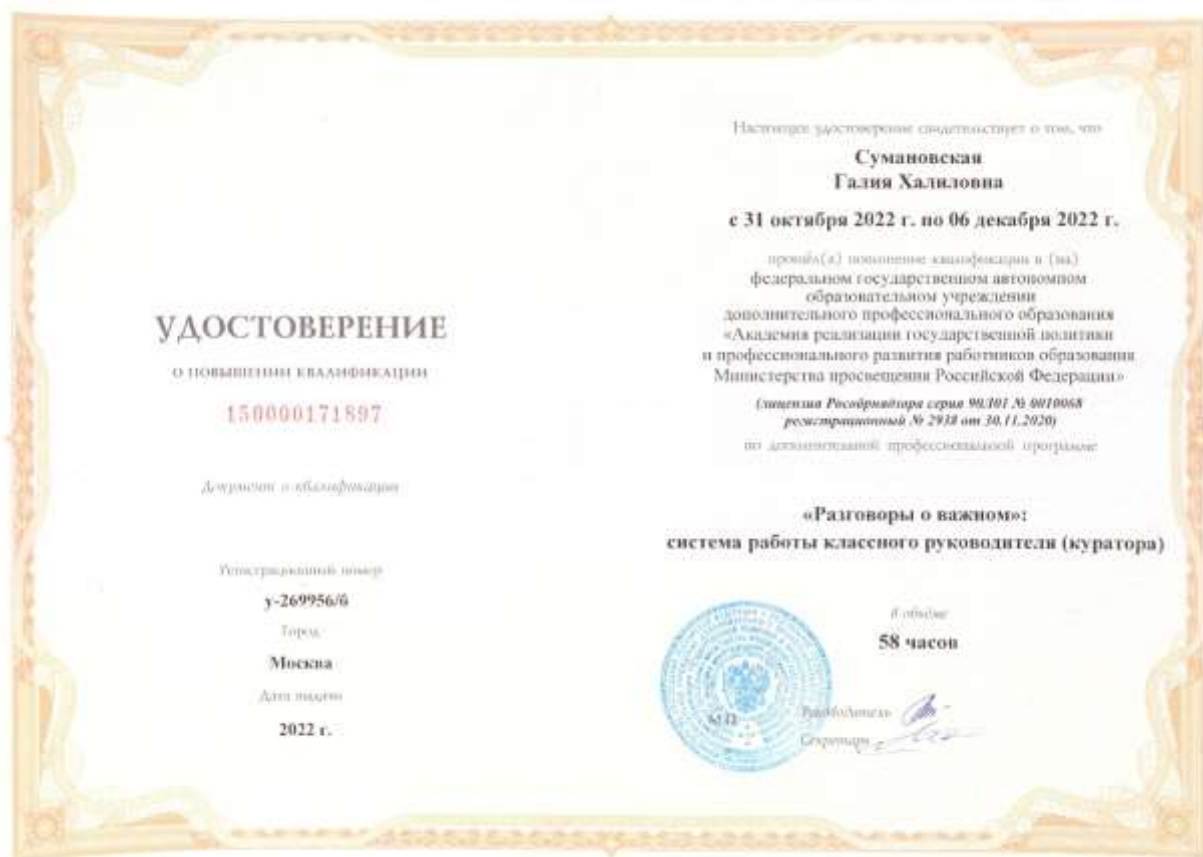 УДОСТОВЕРЕНИЕ
О ПОВЫШЕНИИ КВАЛИФИКАЦИИ
150000171897
Документ о квалификации
Регистрационный номер
у-269956/б
Город
Москва
Дата выдачи
2022 г.
Настоящее удостоверение свидетельствует о том, что
Сумановская
Галия Халиловна
с 31 октября 2022 г. по 06 декабря 2022 г.
прошёл(а) повышение квалификации в (на)
федеральном государственном автономном
образовательном учреждении
дополнительного профессионального образования
«Академия реализации государственной политики
и профессионального развития работников образования
Министерства просвещения Российской Федерации»
(лицензия Рособрнадзора серия 90Л01 № 0010068
регистрационный № 2938 от 30.11.2020)
по дополнительной профессиональной программе
«Разговоры о важном»:
система работы классного руководителя (куратора)
В объёме
58 часов
М.П.
Руководитель
Секретарь